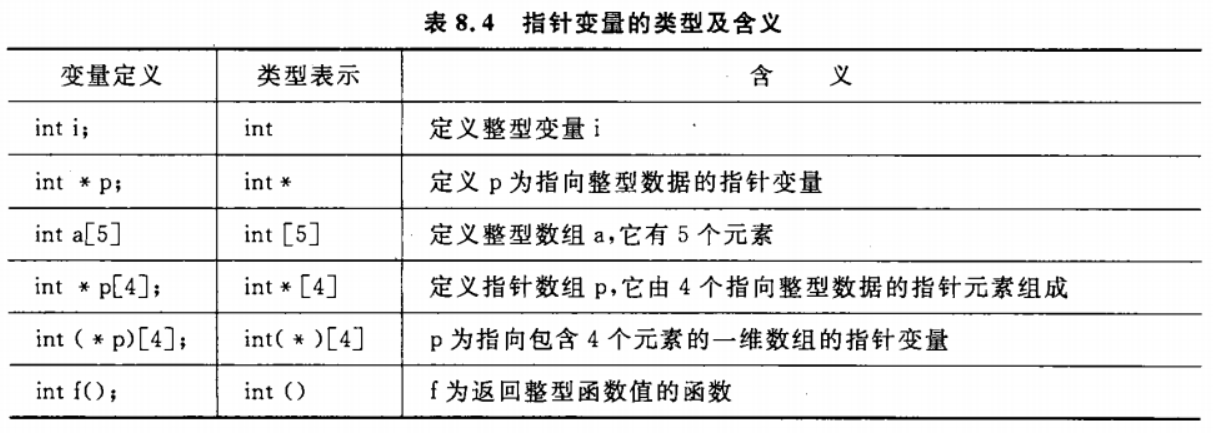 表 8.4 指针变量的类型及含义
变量定义 类型表示 含 义
int i; int 定义整型变量 i
int * p; int * 定义 p 为指向整型数据的指针变量
int a[5] int [5] 定义整型数组 a,它有 5 个元素
int * p[4]; int * [4] 定义指针数组 p,它由 4 个指向整型数据的指针元素组成
int ( * p)[4]; int( * )[4] p 为指向包含 4 个元素的一维数组的指针变量
int f(); int () f 为返回整型函数值的函数